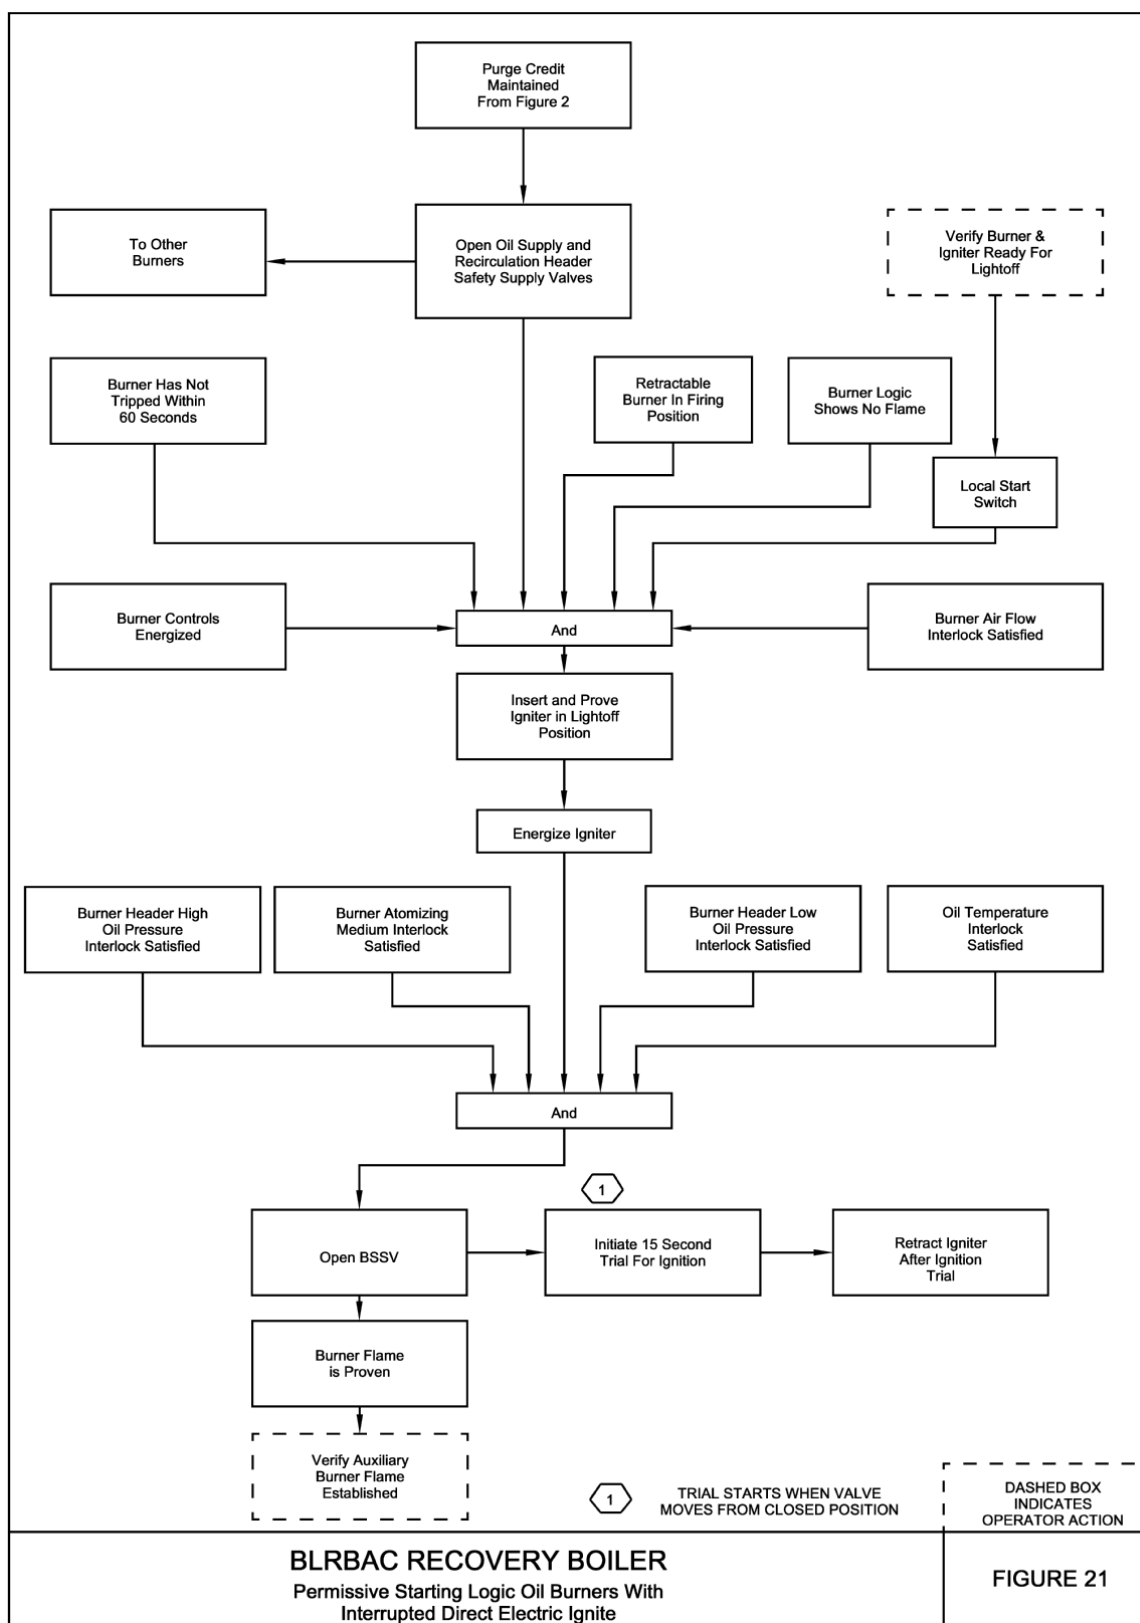 Purge Credit
Maintained
From Figure 2
To Other
Burners
Open Oil Supply and
Recirculation Header
Safety Supply Valves
Verify Burner &
Igniter Ready For
Lightoff
Burner Has Not
Tripped Within
60 Seconds
Retractable
Burner In Firing
Position
Burner Logic
Shows No Flame
Local Start
Switch
Burner Controls
Energized
And
Burner Air Flow
Interlock Satisfied
Insert and Prove
Igniter in Lightoff
Position
Energize Igniter
Burner Header High
Oil Pressure
Interlock Satisfied
Burner Atomizing
Medium Interlock
Satisfied
Burner Header Low
Oil Pressure
Interlock Satisfied
Oil Temperature
Interlock
Satisfied
And
1
Open BSSV
Initiate 15 Second
Trial For Ignition
Retract Igniter
After Ignition
Trial
Burner Flame
is Proven
Verify Auxiliary
Burner Flame
Established
1
TRIAL STARTS WHEN VALVE
MOVES FROM CLOSED POSITION
DASHED BOX
INDICATES
OPERATOR ACTION
BLRBAC RECOVERY BOILER
Permissive Starting Logic Oil Burners With
Interrupted Direct Electric Ignite
FIGURE 21